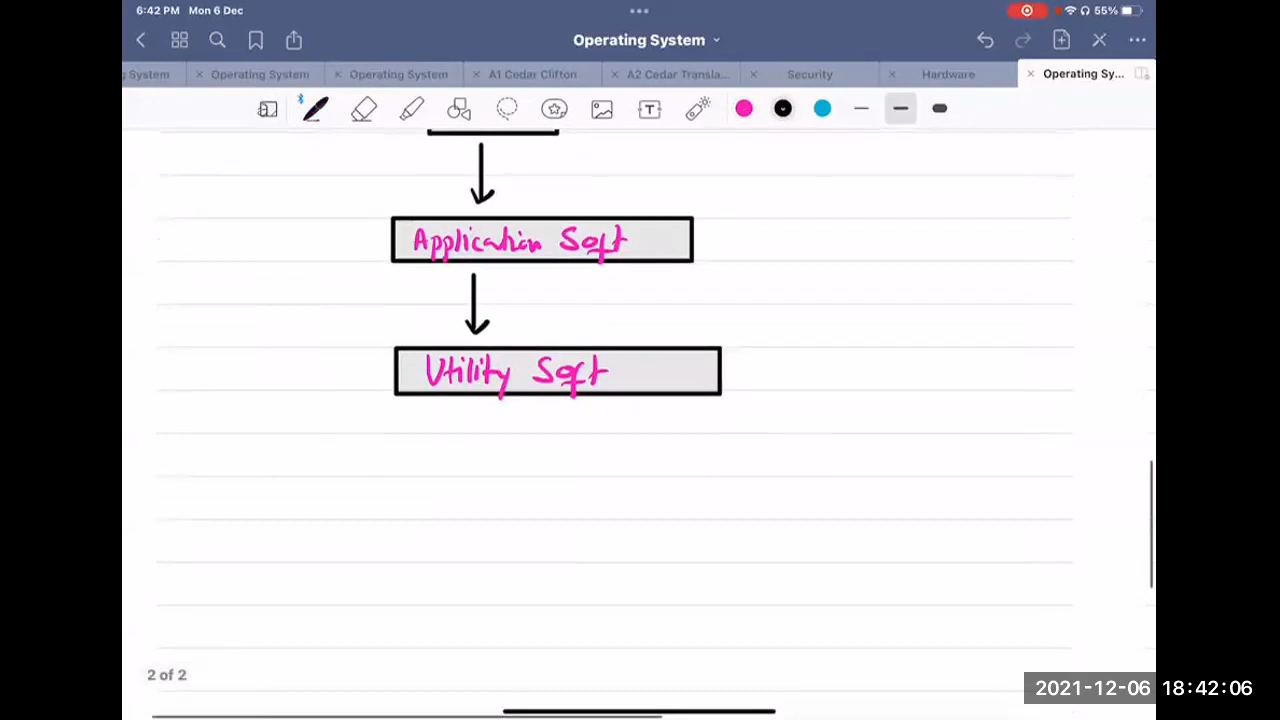 6:42 PM Mon 6 Dec
55%
Operating System
g System
Operating System
Operating System
A1 Cedar Clifton
A2 Cedar Transla...
Security
Hardware
Operating Sy...
T
Application Soft
Utility Soft
2 of 2
2021-12-06 18:42:06